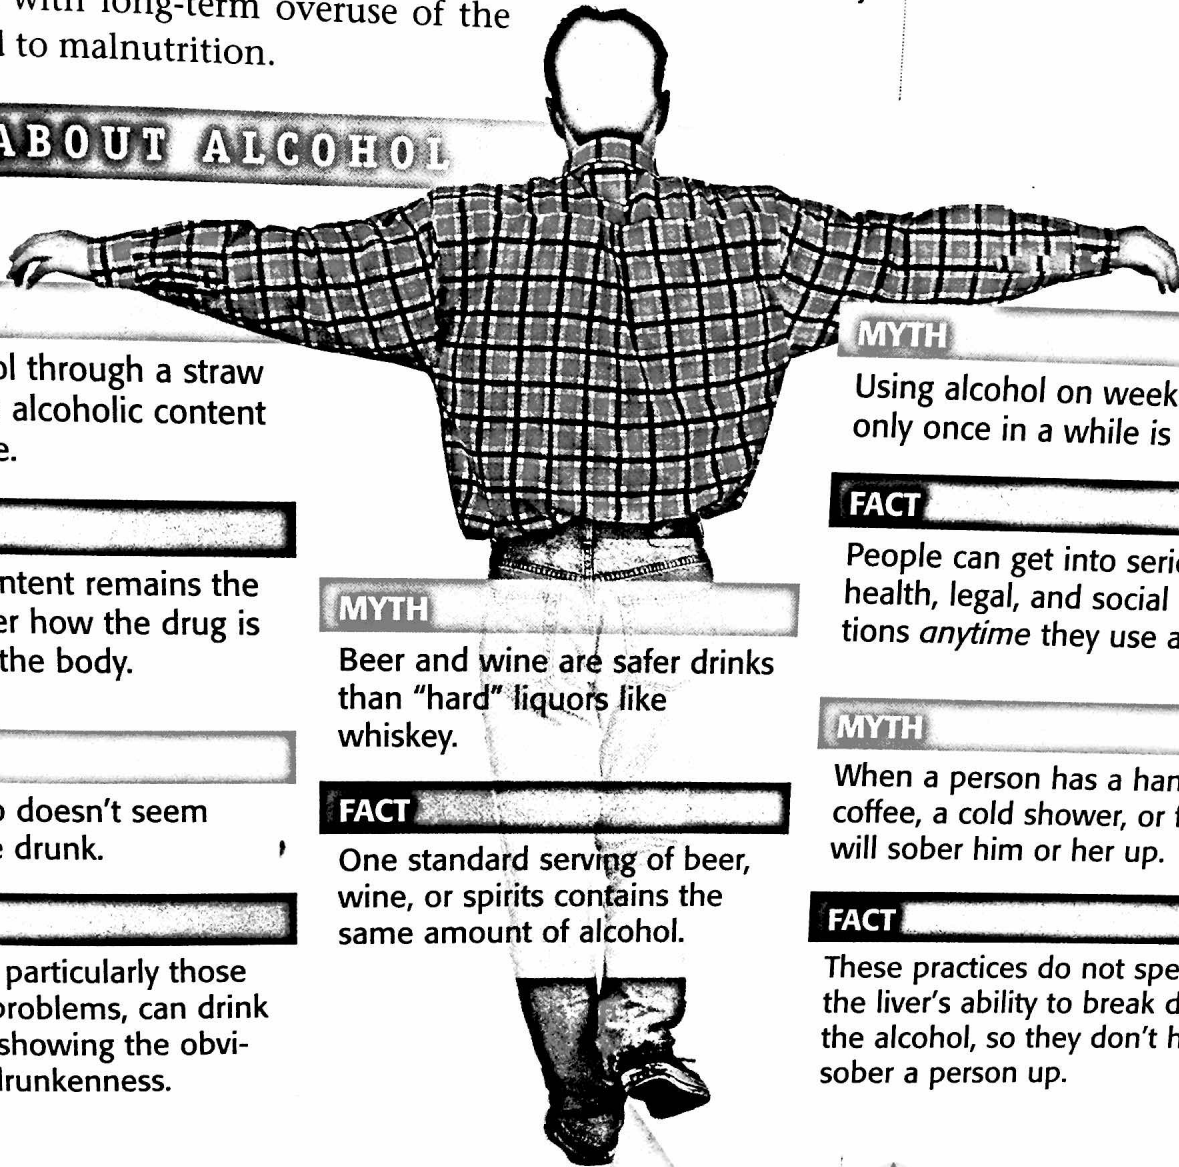 with long-term overuse of the
to malnutrition.
ABOUT ALCOHOL
through a straw
alcoholic content
remains the
how the drug is
the body.
doesn't seem
drunk.
particularly those
problems, can drink
showing the obvi-
drunkenness.
MYTH
Beer and wine are safer drinks
than "hard" liquors like
whiskey.
FACT
One standard serving of beer,
wine, or spirits contains the
same amount of alcohol.
MYTH
Using alcohol on week
only once in a while is
FACT
People can get into seri
health, legal, and social
tions anytime they use a
MYTH
When a person has a han
coffee, a cold shower, or f
will sober him or her up.
FACT
These practices do not spe
the liver's ability to break d
the alcohol, so they don't h
sober a person up.